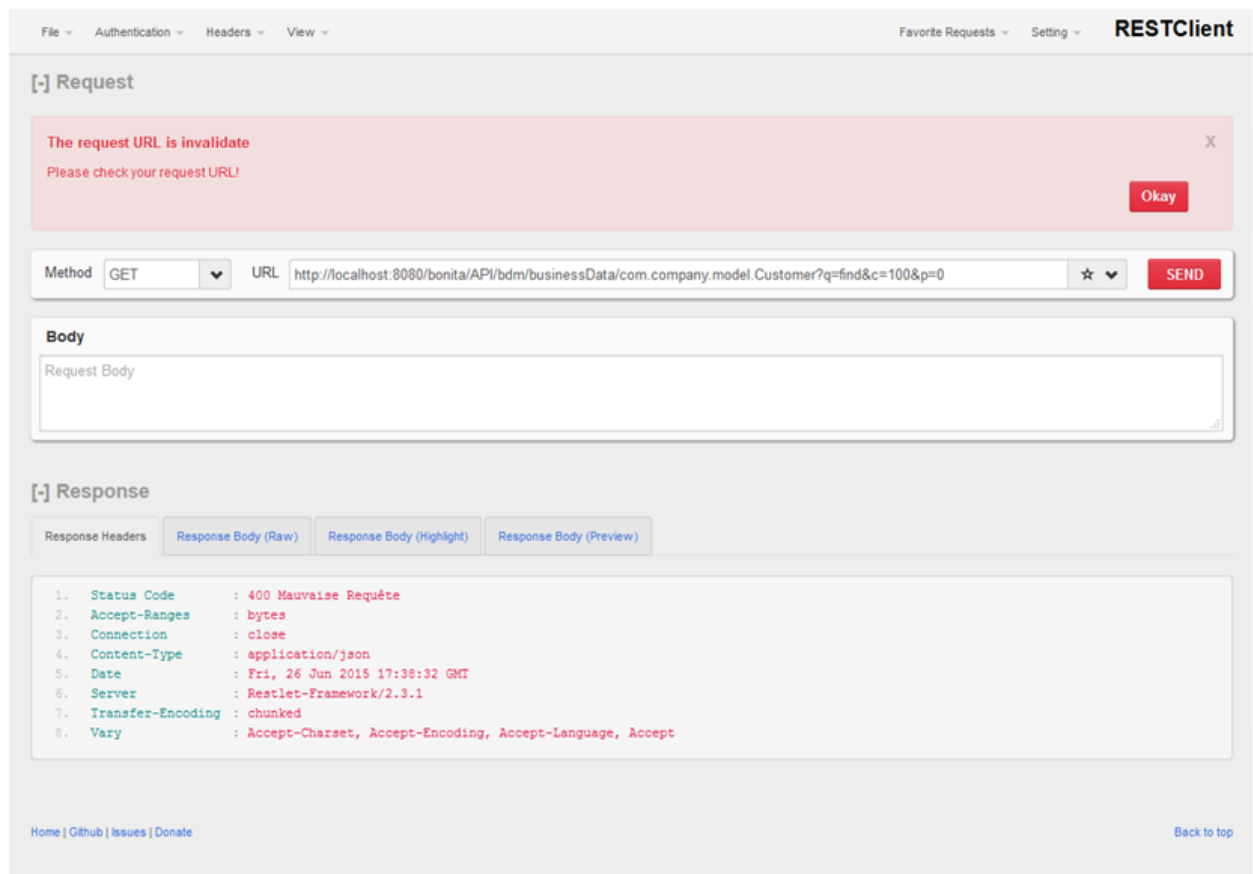 File Authentication Headers View Favorite Requests Setting RESTClient
[-] Request
The request URL is invalidate X
Please check your request URL!
Okay
Method GET URL http://localhost:8080/bonita/API/bdm/businessData/com.company.model.Customer?q=find&c=100&p=0 SEND
Body
Request Body
[-] Response
Response Headers Response Body (Raw) Response Body (Highlight) Response Body (Preview)
1. Status Code : 400 Mauvaise Requête
2. Accept-Ranges : bytes
3. Connection : close
4. Content-Type : application/json
5. Date : Fri, 26 Jun 2015 17:38:32 GMT
6. Server : Restlet-Framework/2.3.1
7. Transfer-Encoding : chunked
8. Vary : Accept-Charset, Accept-Encoding, Accept-Language, Accept
Home | Github | Issues | Donate Back to top